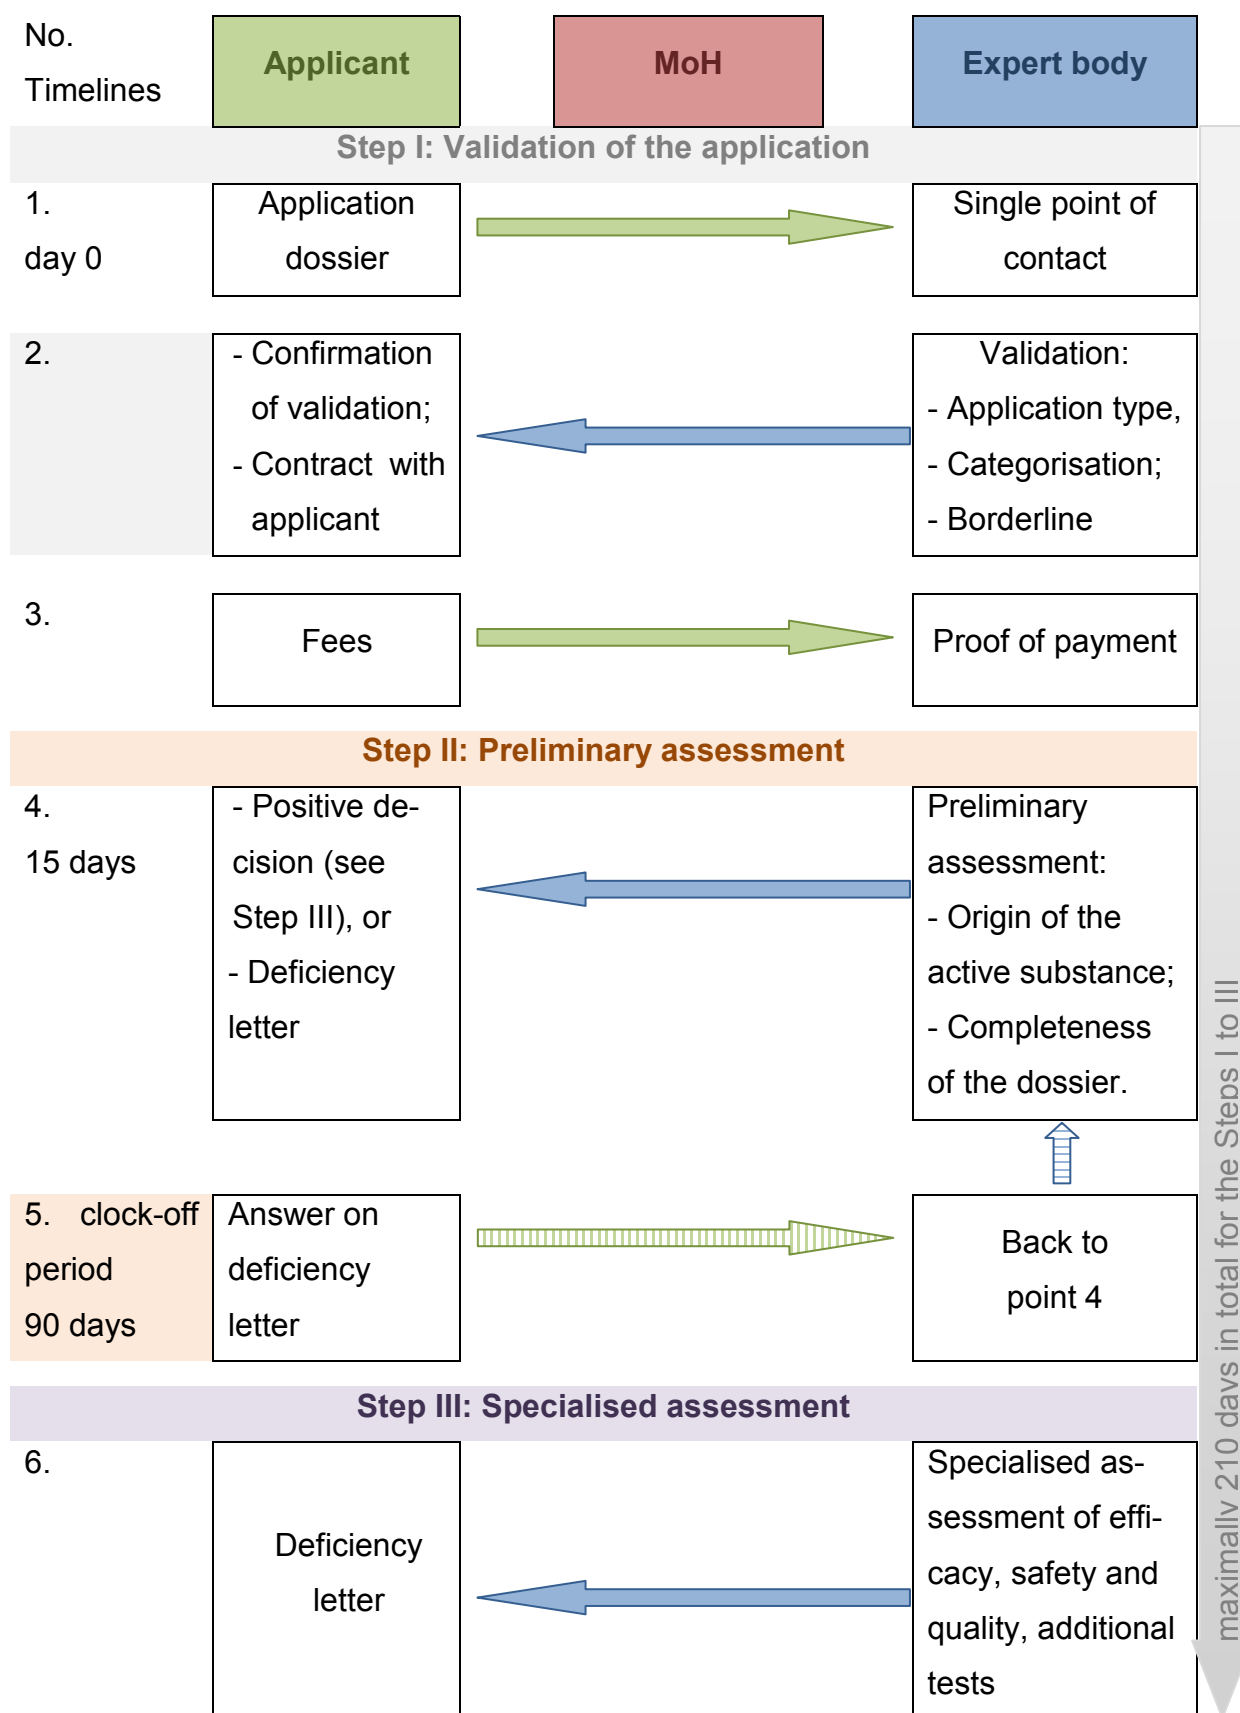 No.
Timelines
Applicant
MoH
Expert body
Step I: Validation of the application
1.
day 0
Application
dossier
Single point of
contact
2.
- Confirmation
of validation;
- Contract with
applicant
Validation:
- Application type,
- Categorisation;
- Borderline
3.
Fees
Proof of payment
Step II: Preliminary assessment
4.
15 days
- Positive de-
cision (see
Step III), or
- Deficiency
letter
Preliminary
assessment:
- Origin of the
active substance;
- Completeness
of the dossier.
5. clock-off
period
90 days
Answer on
deficiency
letter
Back to
point 4
Step III: Specialised assessment
6.
Deficiency
letter
Specialised as-
sessment of effi-
cacy, safety and
quality, additional
tests
maximally 210 days in total for the Steps I to III